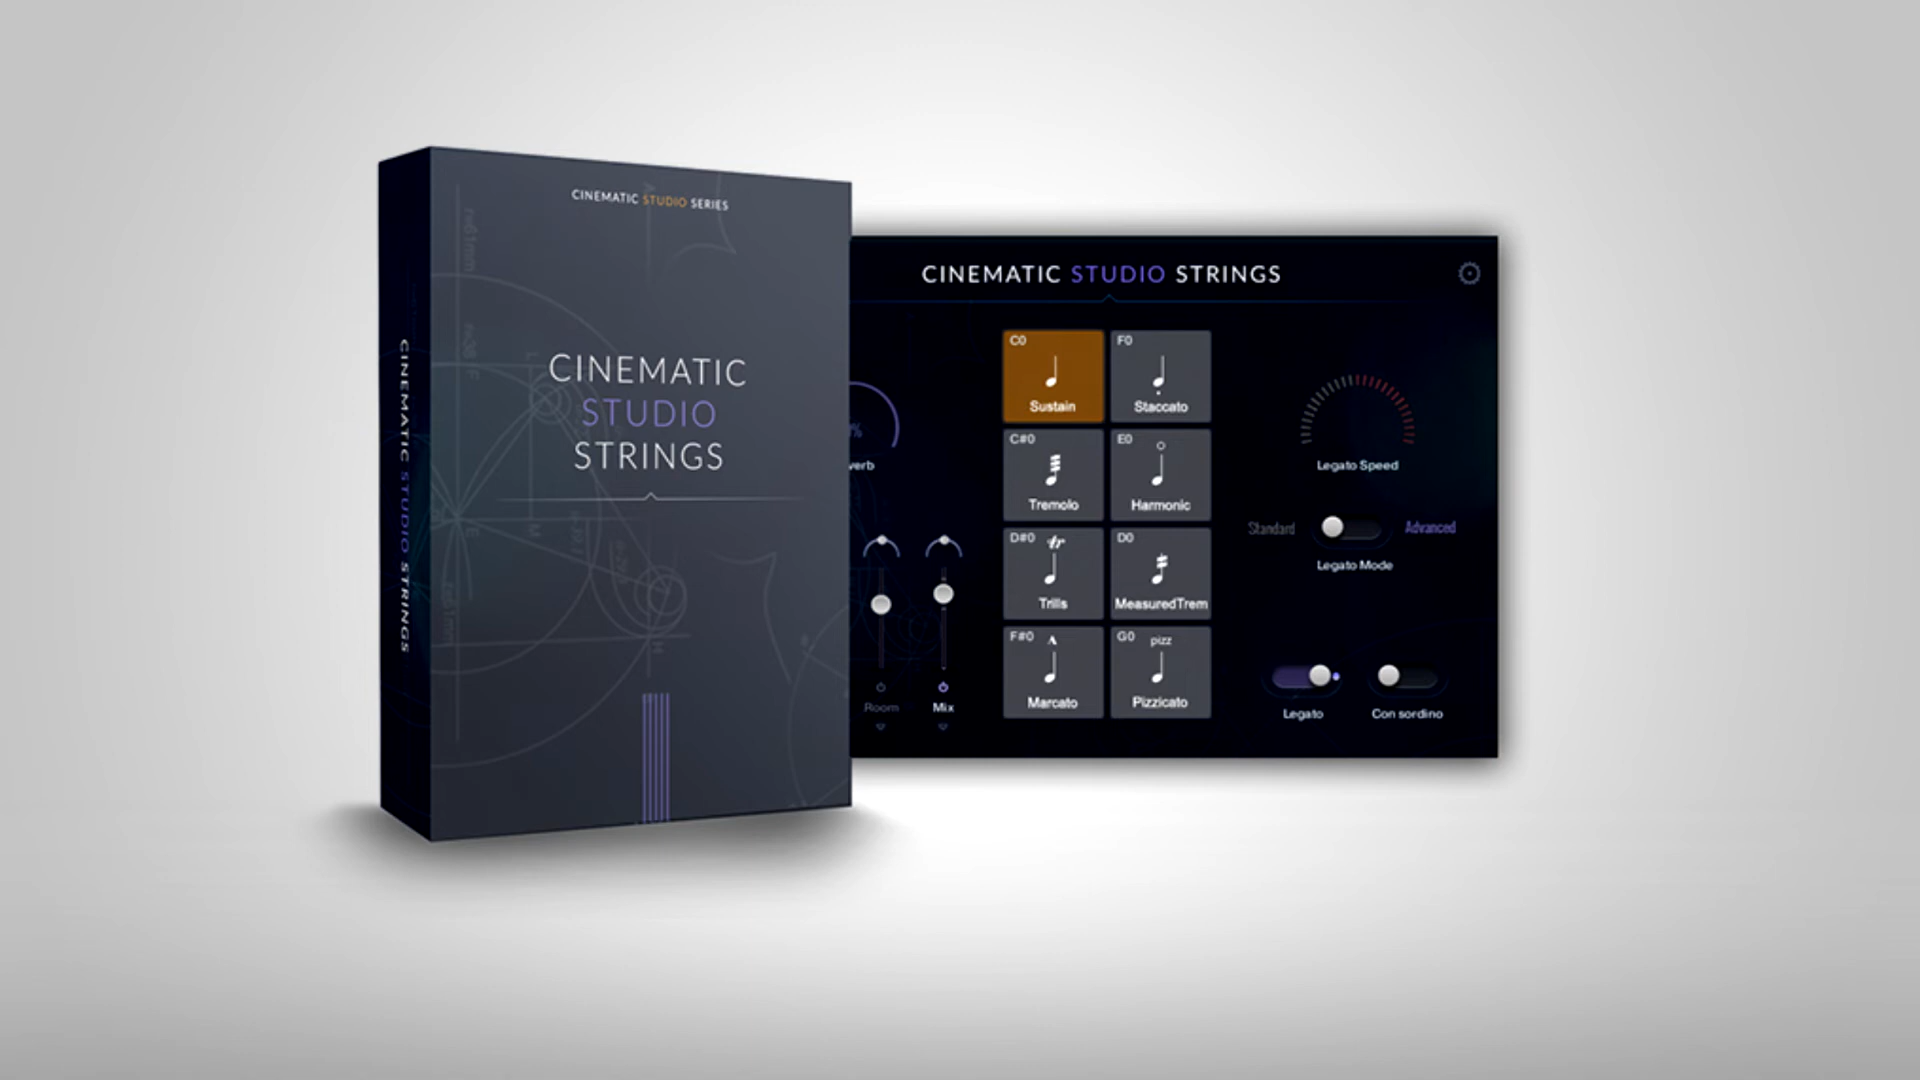 CINEMATIC STUDIO SERIES
CINEMATIC
STUDIO
STRINGS
CINEMATIC STUDIO STRINGS
CINEMATIC STUDIO STRINGS
%
verb
Room
Mix
C0
Sustain
F0
Staccato
C#0
Tremolo
E0
Harmonic
D#0
tr
Trills
D0
MeasuredTrem
F#0
Marcato
G0
pizz
Pizzicato
Legato Speed
Standard
Advanced
Legato Mode
Legato
Con sordino